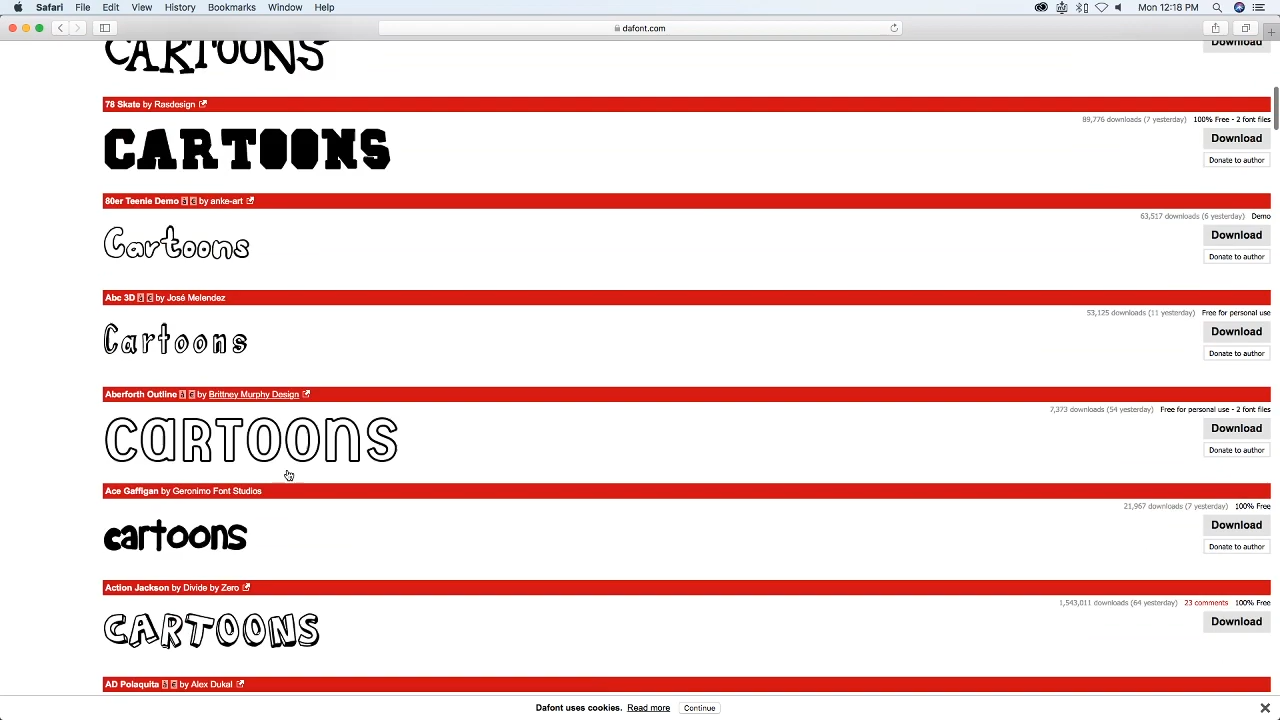 Safari File Edit View History Bookmarks Window Help Mon 12:18 PM
dafont.com
CARTOONS
Download
78 Skate by Rasdesign
89,776 downloads (7 yesterday) 100% Free - 2 font files
CARTOONS
Download
Donate to author
80er Teenie Demo à € by anke-art
63,517 downloads (6 yesterday) Demo
Cartoons
Download
Donate to author
Abc 3D à € by José Melendez
53,125 downloads (11 yesterday) Free for personal use
Cartoons
Download
Donate to author
Aberforth Outline à € by Brittney Murphy Design
7,373 downloads (54 yesterday) Free for personal use - 2 font files
CaRTOOnS
Download
Donate to author
Ace Gaffigan by Geronimo Font Studios
21,967 downloads (7 yesterday) 100% Free
cartoons
Download
Donate to author
Action Jackson by Divide by Zero
1,543,011 downloads (64 yesterday) 23 comments 100% Free
CARTOONS
Download
AD Polaquita à € by Alex Dukal
Dafont uses cookies. Read more Continue